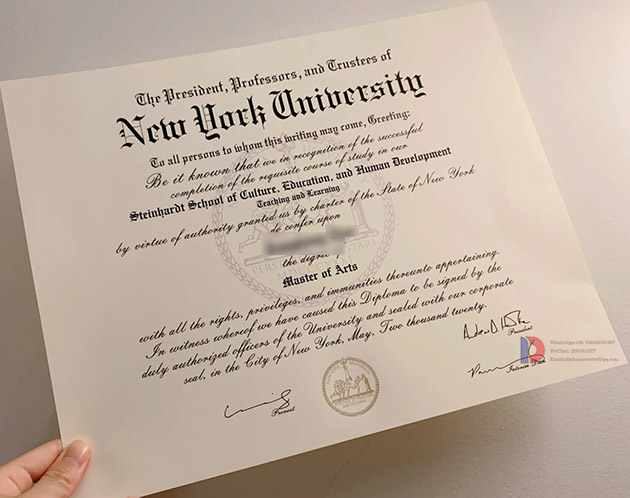 The President, Professors, and Trustees of
New York University
To all persons to whom this writing may come, Greeting:
Be it known that we in recognition of the successful
completion of the requisite course of study in our
Steinhardt School of Culture, Education, and Human Development
Teaching and Learning
by virtue of authority granted us by charter of the State of New York
do confer upon
the degree
Master of Arts
with all the rights, privileges, and immunities thereunto appertaining.
In witness whereof we have caused this Diploma to be signed by the
duly authorized officers of the University and sealed with our corporate
seal, in the City of New York, May, Two thousand twenty.
President
Interim Dean
Provost